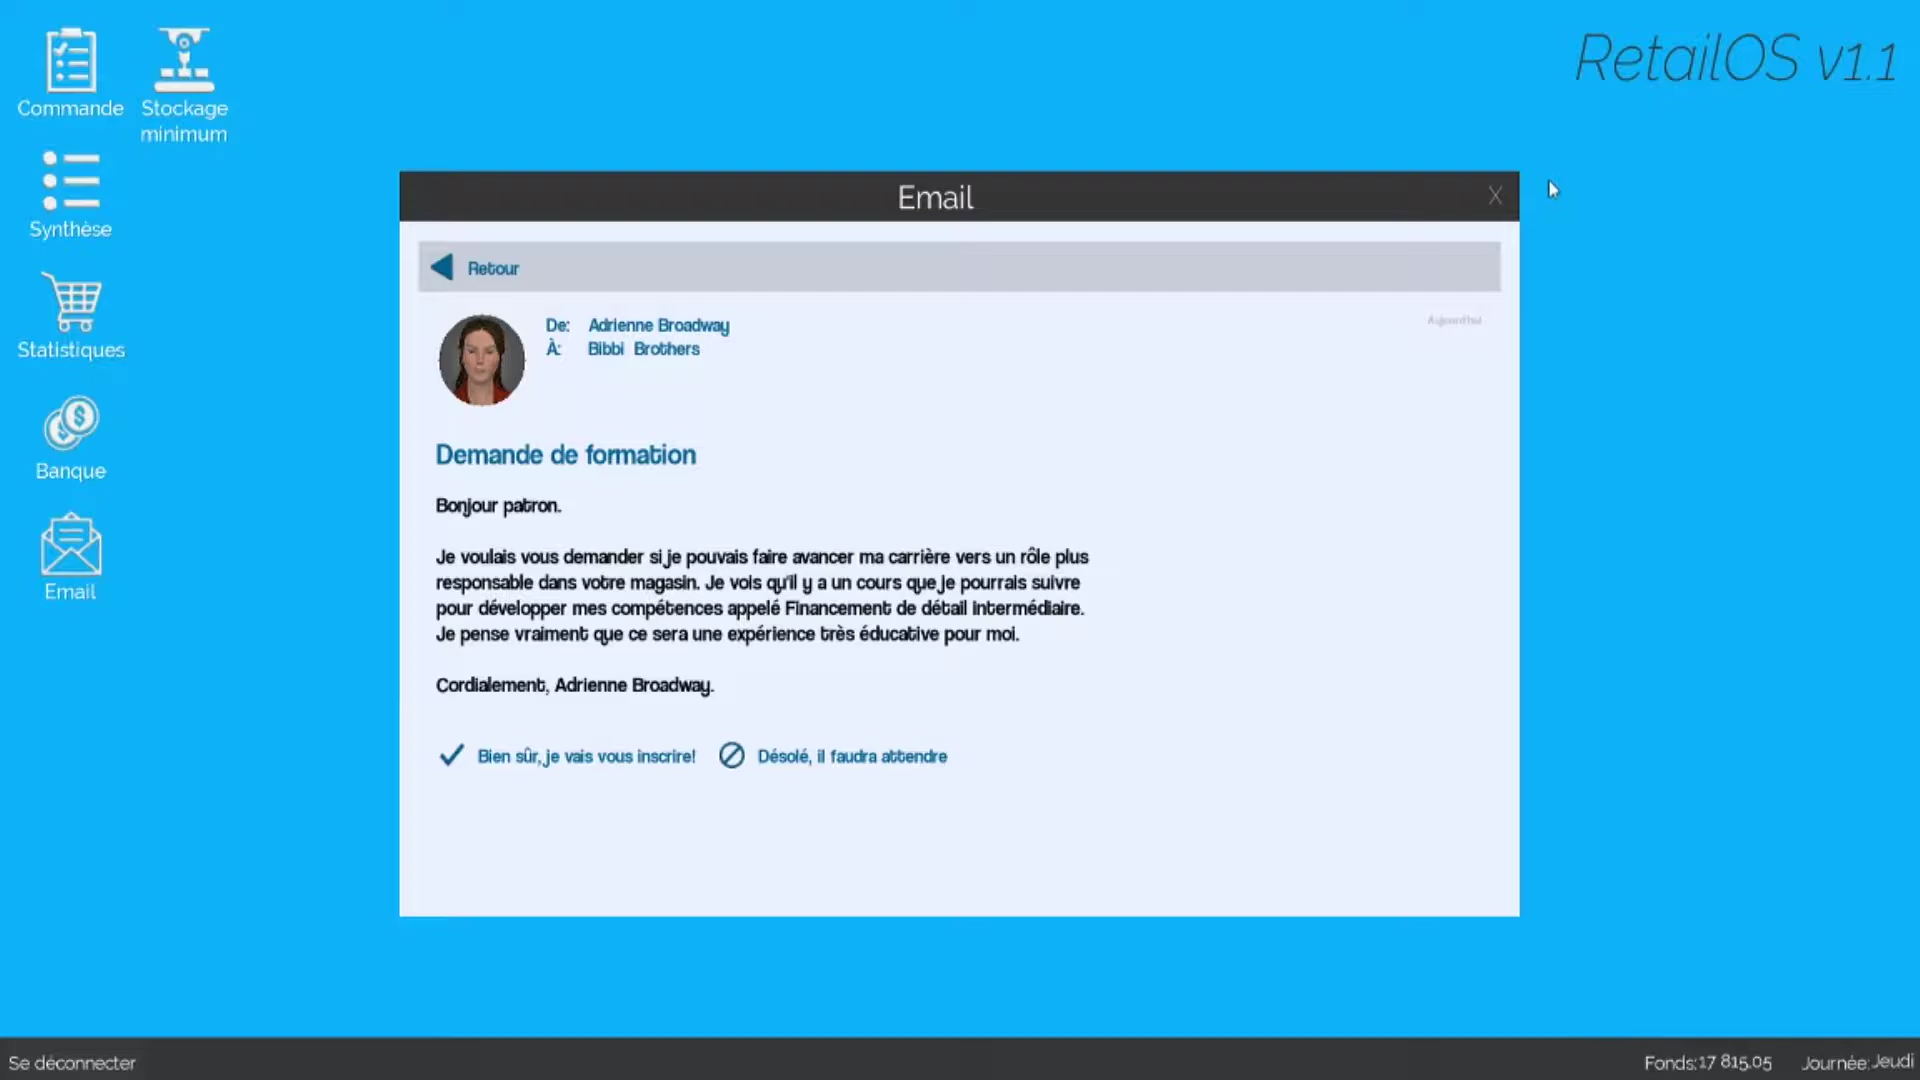 RetailOS v1.1
Commande
Stockage
minimum
Synthèse
Statistiques
Banque
Email
Email
X
Retour
De: Adrienne Broadway
À: Bibbi Brothers
Aujourd'hui
Demande de formation
Bonjour patron.
Je voulais vous demander si je pouvais faire avancer ma carrière vers un rôle plus
responsable dans votre magasin. Je vois qu'il y a un cours que je pourrais suivre
pour développer mes compétences appelé Financement de détail intermédiaire.
Je pense vraiment que ce sera une expérience très éducative pour moi.
Cordialement, Adrienne Broadway.
Bien sûr, je vais vous inscrire! Désolé, il faudra attendre
Se déconnecter
Fonds:17 815.05 Journée:Jeudi